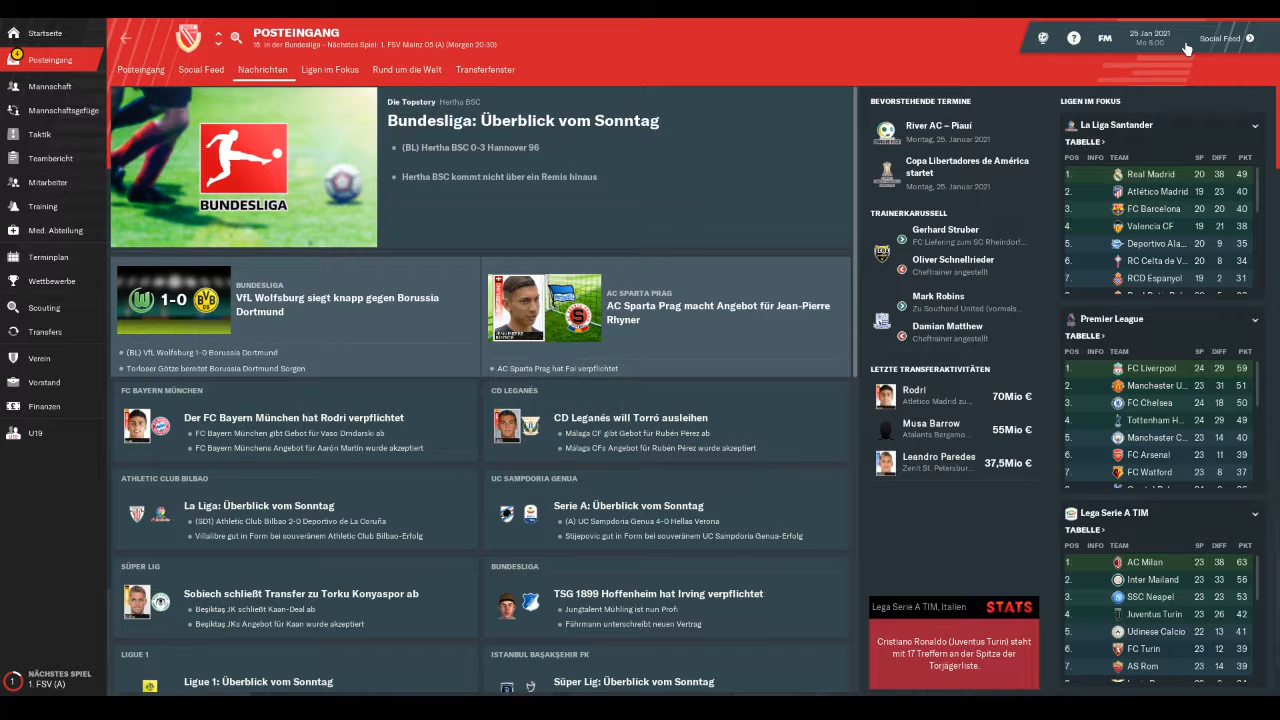 Startseite
4
Posteingang
Mannschaft
Mannschaftsgefüge
Taktik
Teambericht
Mitarbeiter
Training
Med. Abteilung
Terminplan
Wettbewerbe
Scouting
Transfers
Verein
Vorstand
Finanzen
U19
U19
1
NÄCHSTES SPIEL
1. FSV (A)
POSTEINGANG
16. in der Bundesliga – Nächstes Spiel: 1. FSV Mainz 05 (A) (Morgen 20:30)
FM
25 Jan 2021
Mo 8:00
Social Feed
Posteingang Social Feed Nachrichten Ligen im Fokus Rund um die Welt Transferfenster
BUNDESLIGA
Die Topstory Hertha BSC
Bundesliga: Überblick vom Sonntag
(BL) Hertha BSC 0-3 Hannover 96
Hertha BSC kommt nicht über ein Remis hinaus
1-0
BUNDESLIGA
VfL Wolfsburg siegt knapp gegen Borussia
Dortmund
(BL) VfL Wolfsburg 1-0 Borussia Dortmund
Torloser Götze bereitet Borussia Dortmund Sorgen
AC SPARTA PRAG
AC Sparta Prag macht Angebot für Jean-Pierre
Rhyner
AC Sparta Prag hat Fai verpflichtet
FC BAYERN MÜNCHEN
Der FC Bayern München hat Rodri verpflichtet
FC Bayern München gibt Gebot für Vaso Drndarski ab
FC Bayern Münchens Angebot für Aarón Martín wurde akzeptiert
CD LEGANÉS
CD Leganés will Torró ausleihen
Málaga CF gibt Gebot für Rubén Pérez ab
Málaga CFs Angebot für Rubén Pérez wurde akzeptiert
ATHLETIC CLUB BILBAO
La Liga: Überblick vom Sonntag
(SD1) Athletic Club Bilbao 2-0 Deportivo de La Coruña
Villalibre gut in Form bei souveränem Athletic Club Bilbao-Erfolg
UC SAMPDORIA GENUA
Serie A: Überblick vom Sonntag
(A) UC Sampdoria Genua 4-0 Hellas Verona
Stijepovic gut in Form bei souveränem UC Sampdoria Genua-Erfolg
SÜPER LIG
Sobiech schließt Transfer zu Torku Konyaspor ab
Beşiktaş JK schließt Kaan-Deal ab
Beşiktaş JKs Angebot für Kaan wurde akzeptiert
BUNDESLIGA
TSG 1899 Hoffenheim hat Irving verpflichtet
Jungtalent Mühling ist nun Profi
Fährmann unterschreibt neuen Vertrag
LIGUE 1
Ligue 1: Überblick vom Sonntag
ISTANBUL BAŞAKŞEHIR FK
Süper Lig: Überblick vom Sonntag
BEVORSTEHENDE TERMINE
River AC – Piauí
Montag, 25. Januar 2021
Copa Libertadores de América
startet
Montag, 25. Januar 2021
TRAINERKARUSSELL
Gerhard Struber
FC Liefering zum SC Rheindorf...
Oliver Schnellrieder
Cheftrainer angestellt
Mark Robins
Zu Southend United (vormals...
Damian Matthew
Cheftrainer angestellt
LETZTE TRANSFERAKTIVITÄTEN
Rodri
Atlético Madrid zu...
70Mio €
Musa Barrow
Atalanta Bergamo...
55Mio €
Leandro Paredes
Zenit St. Petersbur...
37,5Mio €
Lega Serie A TIM, Italien
STATS
Cristiano Ronaldo (Juventus Turin) steht
mit 17 Treffern an der Spitze der
Torjägerliste.
LIGEN IM FOKUS
La Liga Santander
TABELLE
POS INFO TEAM SP DIFF PKT
1. Real Madrid 20 38 49
2. Atlético Madrid 19 23 40
3. FC Barcelona 20 20 40
4. Valencia CF 19 21 38
5. Deportivo Ala... 20 9 35
6. RC Celta de V... 20 8 34
7. RCD Espanyol 19 2 31
Premier League
TABELLE
POS INFO TEAM SP DIFF PKT
1. FC Liverpool 24 29 59
2. Manchester U... 23 31 51
3. FC Chelsea 24 18 50
4. Tottenham H... 24 29 49
5. Manchester C... 23 14 40
6. FC Arsenal 23 11 39
7. FC Watford 23 8 37
Lega Serie A TIM
TABELLE
POS INFO TEAM SP DIFF PKT
1. AC Milan 23 38 63
2. Inter Mailand 23 33 56
3. SSC Neapel 23 23 51
4. Juventus Turin 23 26 42
5. Udinese Calcio 22 13 41
6. FC Turin 23 12 39
7. AS Rom 23 14 39